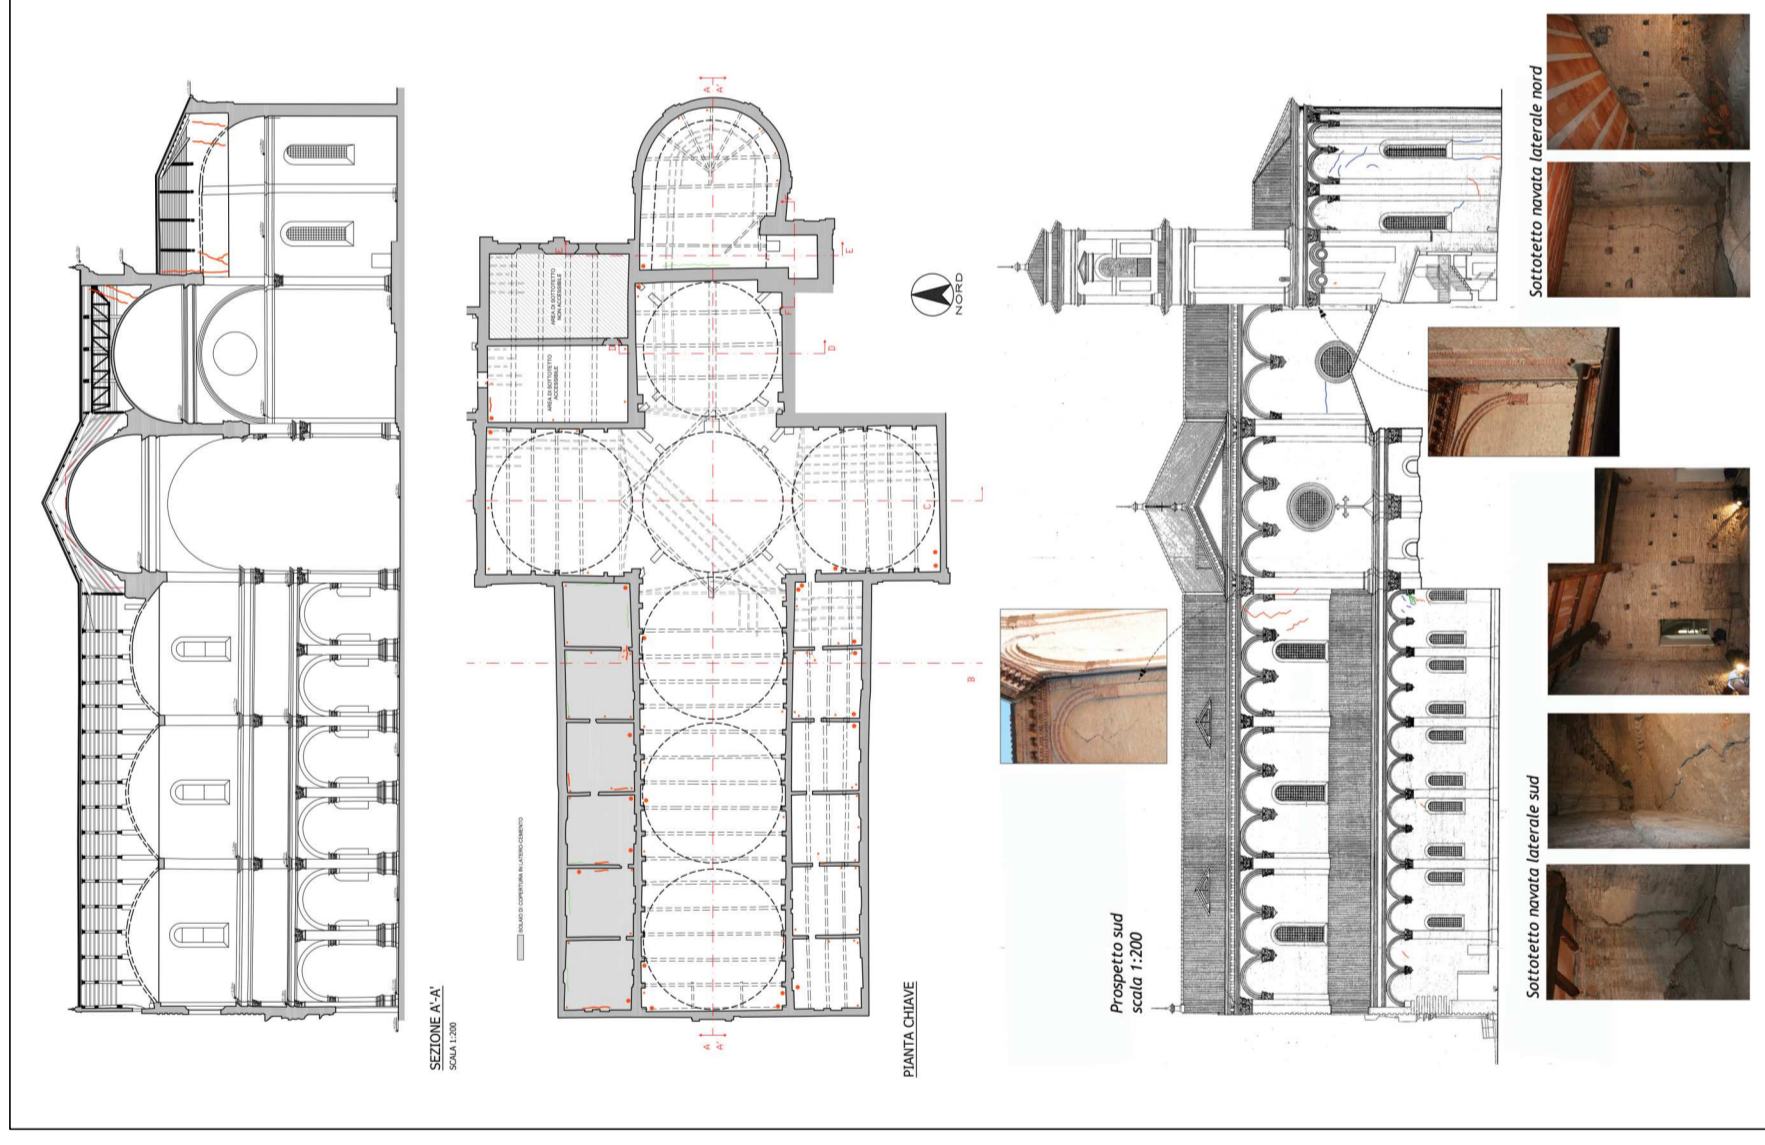 SEZIONE A'-A'
SCALA 1:200
AREA DI SOTTOTETTO
NON ACCESSIBILE
AREA DI SOTTOTETTO
ACCESSIBILE
A
A'
E
E
F
F
D
D
C
B
A
A'
NORD
SOLAIO DI COPERTURA IN LATERO-CEMENTO
PIANTA CHIAVE
Prospetto sud
scala 1:200
Sottotetto navata laterale nord
Sottotetto navata laterale sud